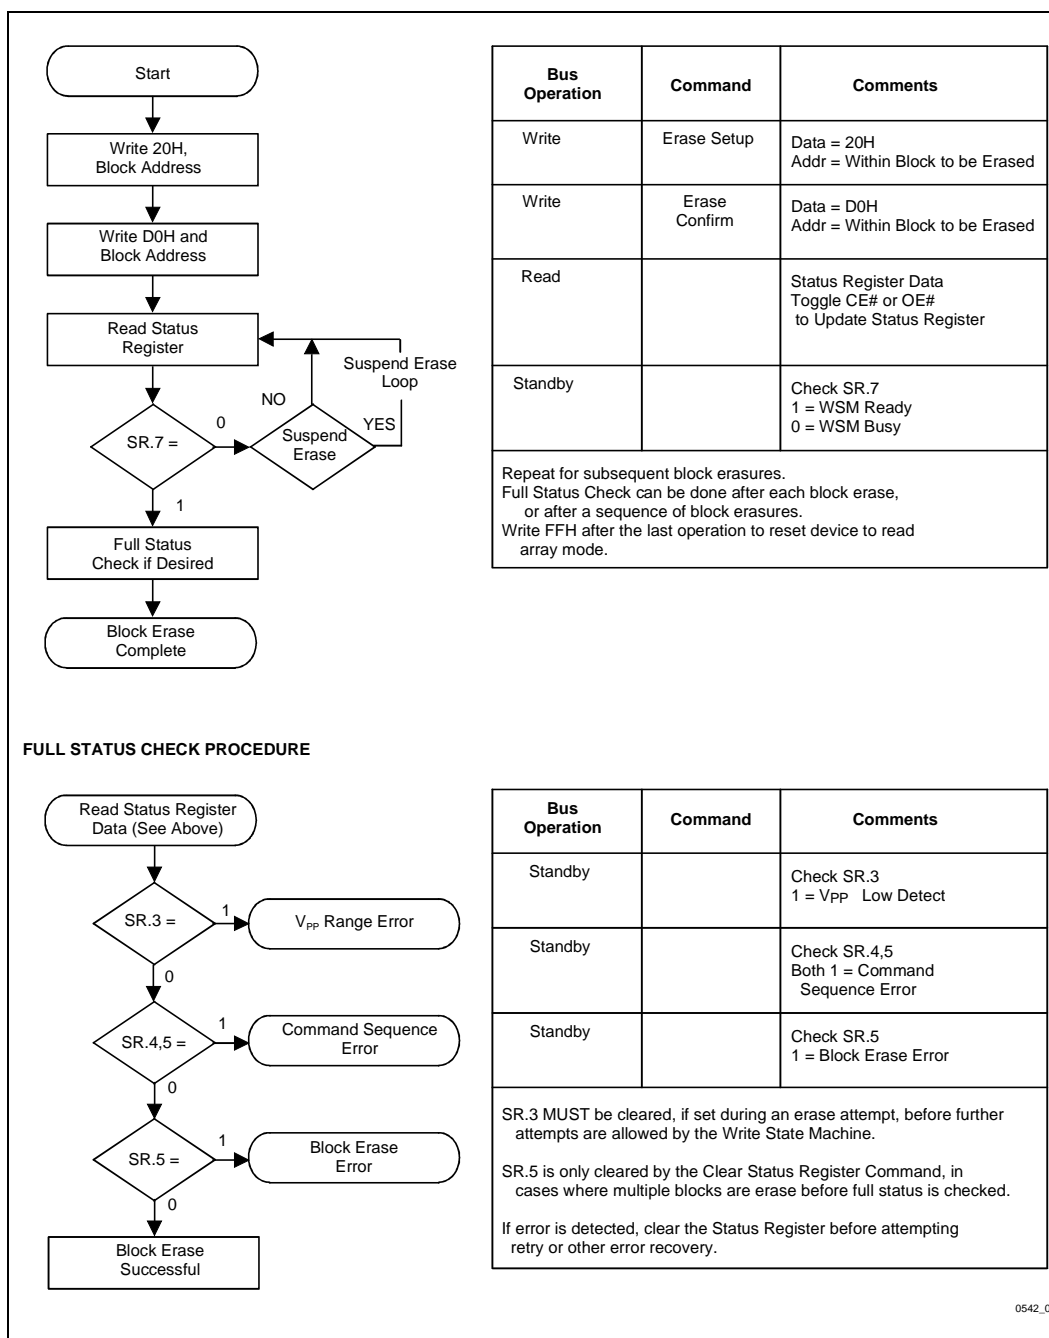 Start
Write 20H,
Block Address
Write D0H and
Block Address
Read Status
Register
Suspend Erase
Loop
NO
YES
0
SR.7 =
Suspend
Erase
1
Full Status
Check if Desired
Block Erase
Complete
Bus
Operation
Command
Comments
Write
Erase Setup
Data = 20H
Addr = Within Block to be Erased
Write
Erase
Confirm
Data = D0H
Addr = Within Block to be Erased
Read
Status Register Data
Toggle CE# or OE#
to Update Status Register
Standby
Check SR.7
1 = WSM Ready
0 = WSM Busy
Repeat for subsequent block erasures.
Full Status Check can be done after each block erase,
or after a sequence of block erasures.
Write FFH after the last operation to reset device to read
array mode.
FULL STATUS CHECK PROCEDURE
Read Status Register
Data (See Above)
SR.3 =
1
VPP Range Error
0
SR.4,5 =
1
Command Sequence
Error
0
SR.5 =
1
Block Erase
Error
0
Block Erase
Successful
Bus
Operation
Command
Comments
Standby
Check SR.3
1 = VPP Low Detect
Standby
Check SR.4,5
Both 1 = Command
Sequence Error
Standby
Check SR.5
1 = Block Erase Error
SR.3 MUST be cleared, if set during an erase attempt, before further
attempts are allowed by the Write State Machine.
SR.5 is only cleared by the Clear Status Register Command, in
cases where multiple blocks are erase before full status is checked.
If error is detected, clear the Status Register before attempting
retry or other error recovery.